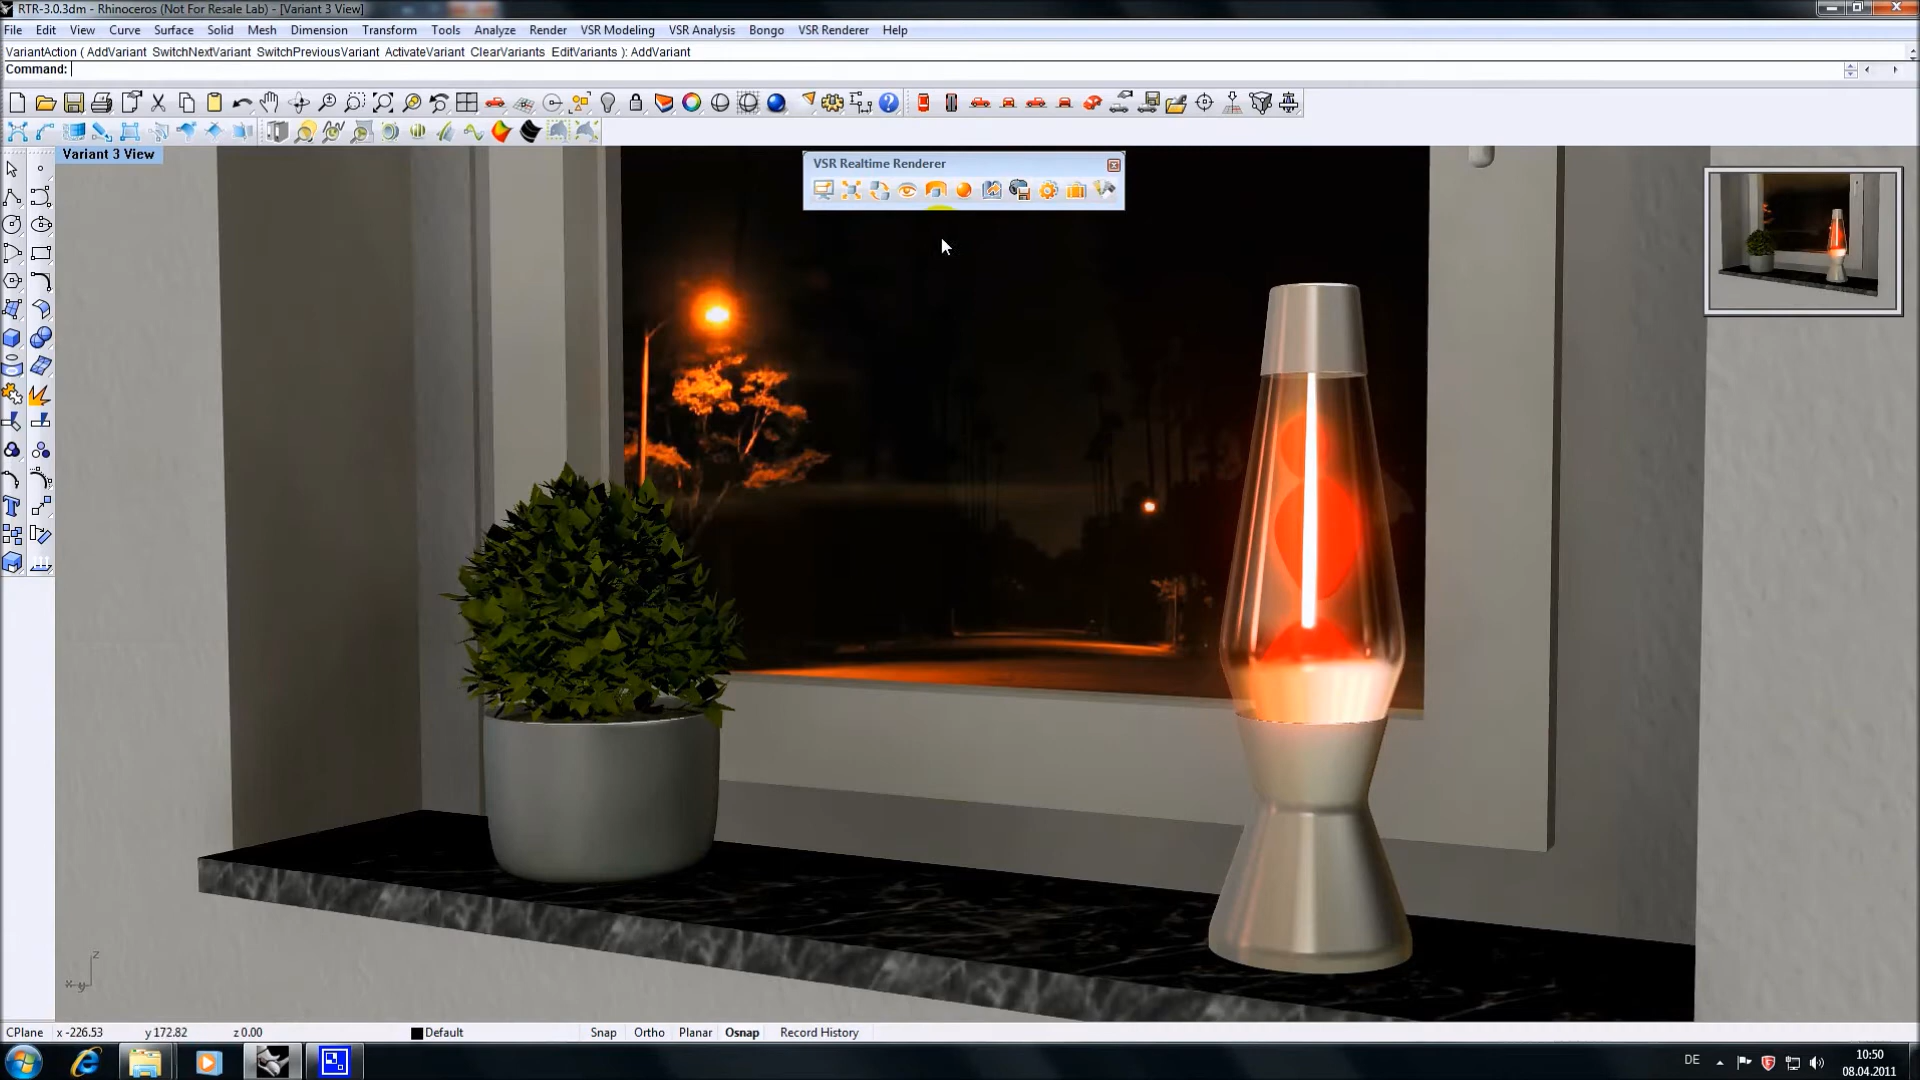 RTR-3.0.3dm - Rhinoceros (Not For Resale Lab) - [Variant 3 View]
File Edit View Curve Surface Solid Mesh Dimension Transform Tools Analyze Render VSR Modeling VSR Analysis Bongo VSR Renderer Help
VariantAction ( AddVariant SwitchNextVariant SwitchPreviousVariant ActivateVariant ClearVariants EditVariants ): AddVariant
Command:
Variant 3 View
VSR Realtime Renderer
z
x y
CPlane x -226.53 y 172.82 z 0.00 Default Snap Ortho Planar Osnap Record History
DE
10:50
08.04.2011